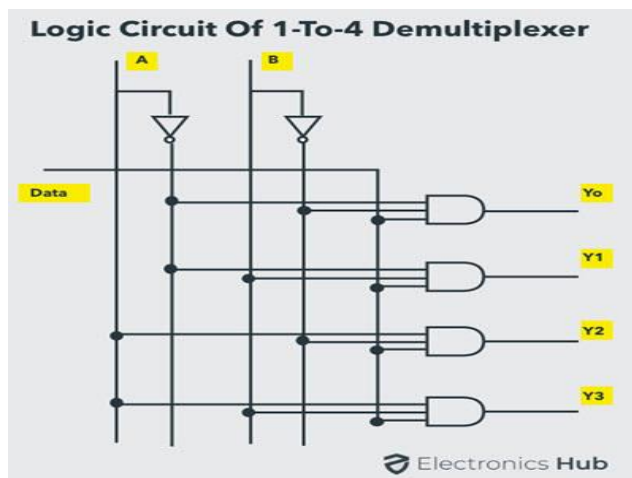 Logic Circuit Of 1-To-4 Demultiplexer
A B
Data
Yo
Y1
Y2
Y3
Electronics Hub